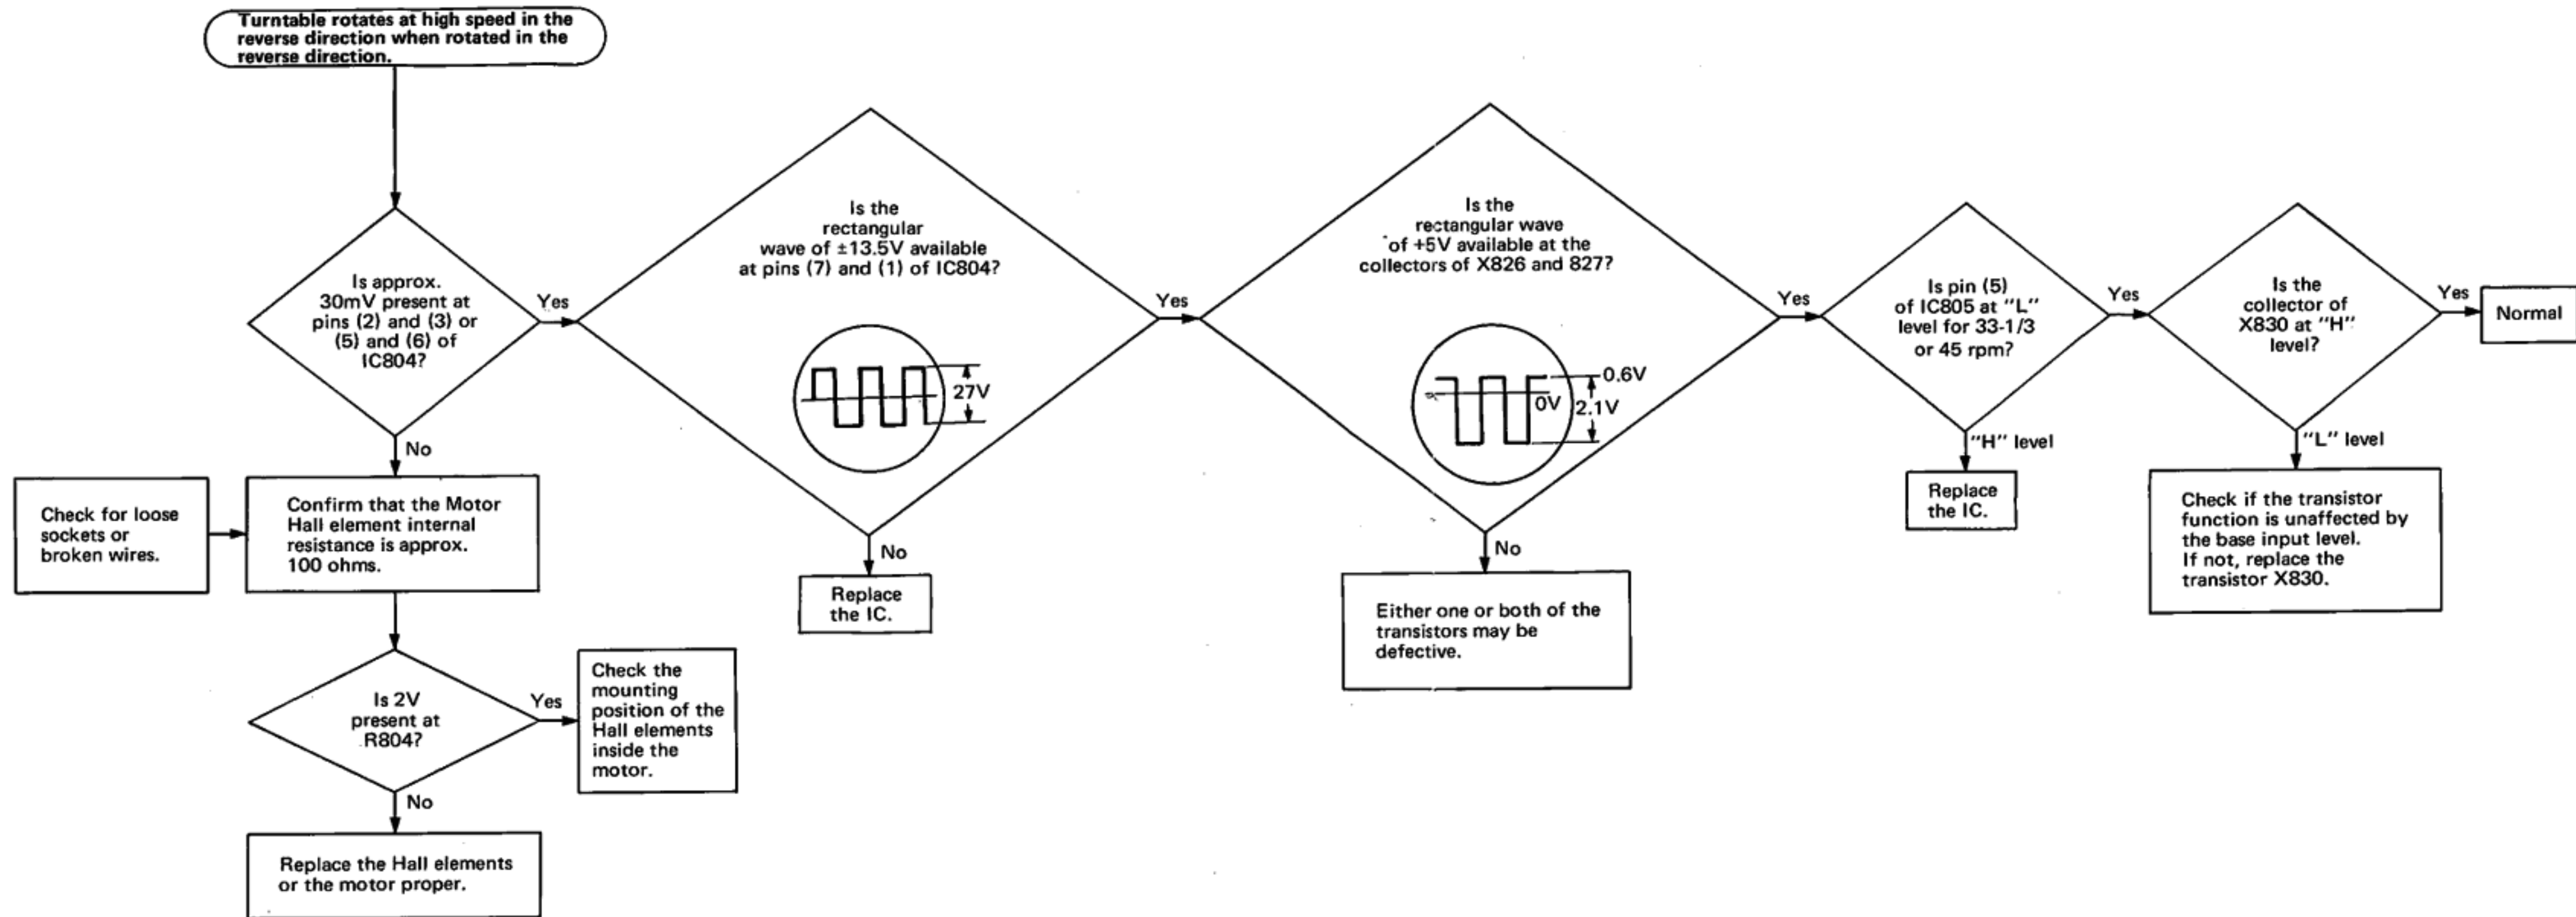 Turntable rotates at high speed in the
reverse direction when rotated in the
reverse direction.
Is approx.
30mV present at
pins (2) and (3) or
(5) and (6) of
IC804?
Yes
No
Is the
rectangular
wave of ±13.5V available
at pins (7) and (1) of IC804?
27V
Yes
No
Replace
the IC.
Is the
rectangular wave
of +5V available at the
collectors of X826 and 827?
0.6V
0V
2.1V
Yes
No
Either one or both of the
transistors may be
defective.
Is pin (5)
of IC805 at "L"
level for 33-1/3
or 45 rpm?
Yes
"H" level
Replace
the IC.
Is the
collector of
X830 at "H"
level?
Yes
Normal
"L" level
Check if the transistor
function is unaffected by
the base input level.
If not, replace the
transistor X830.
Check for loose
sockets or
broken wires.
Confirm that the Motor
Hall element internal
resistance is approx.
100 ohms.
Is 2V
present at
R804?
Yes
Check the
mounting
position of the
Hall elements
inside the
motor.
No
Replace the Hall elements
or the motor proper.